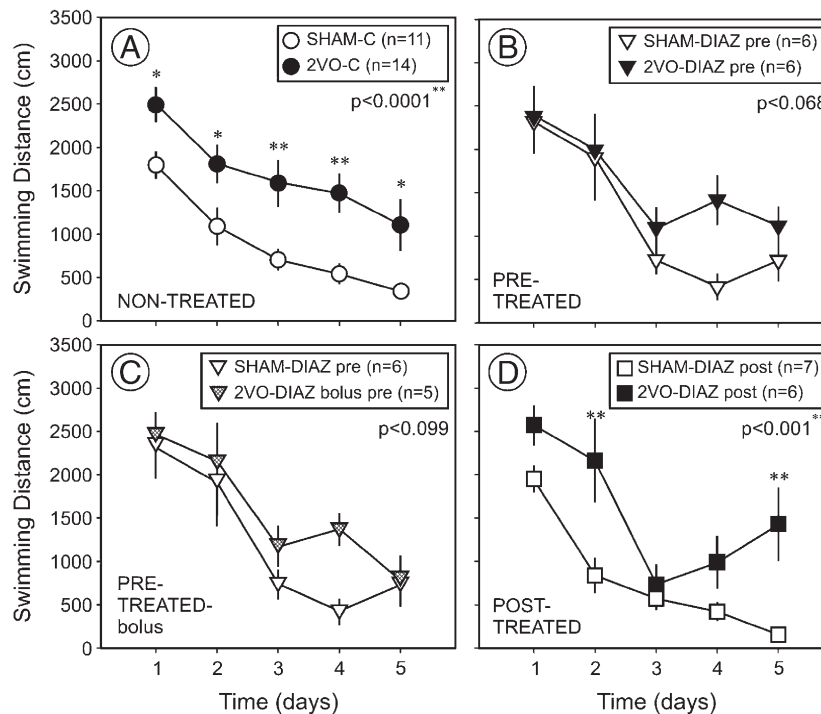 A
SHAM-C (n=11)
2VO-C (n=14)
p<0.0001**
*
*
**
**
*
NON-TREATED
Swimming Distance (cm)
3500
3000
2500
2000
1500
1000
500
0
B
SHAM-DIAZ pre (n=6)
2VO-DIAZ pre (n=6)
p<0.068
PRE-
TREATED
C
SHAM-DIAZ pre (n=6)
2VO-DIAZ bolus pre (n=5)
p<0.099
PRE-
TREATED-
bolus
Swimming Distance (cm)
3500
3000
2500
2000
1500
1000
500
0
1 2 3 4 5
Time (days)
D
SHAM-DIAZ post (n=7)
2VO-DIAZ post (n=6)
p<0.001**
**
**
POST-
TREATED
1 2 3 4 5
Time (days)